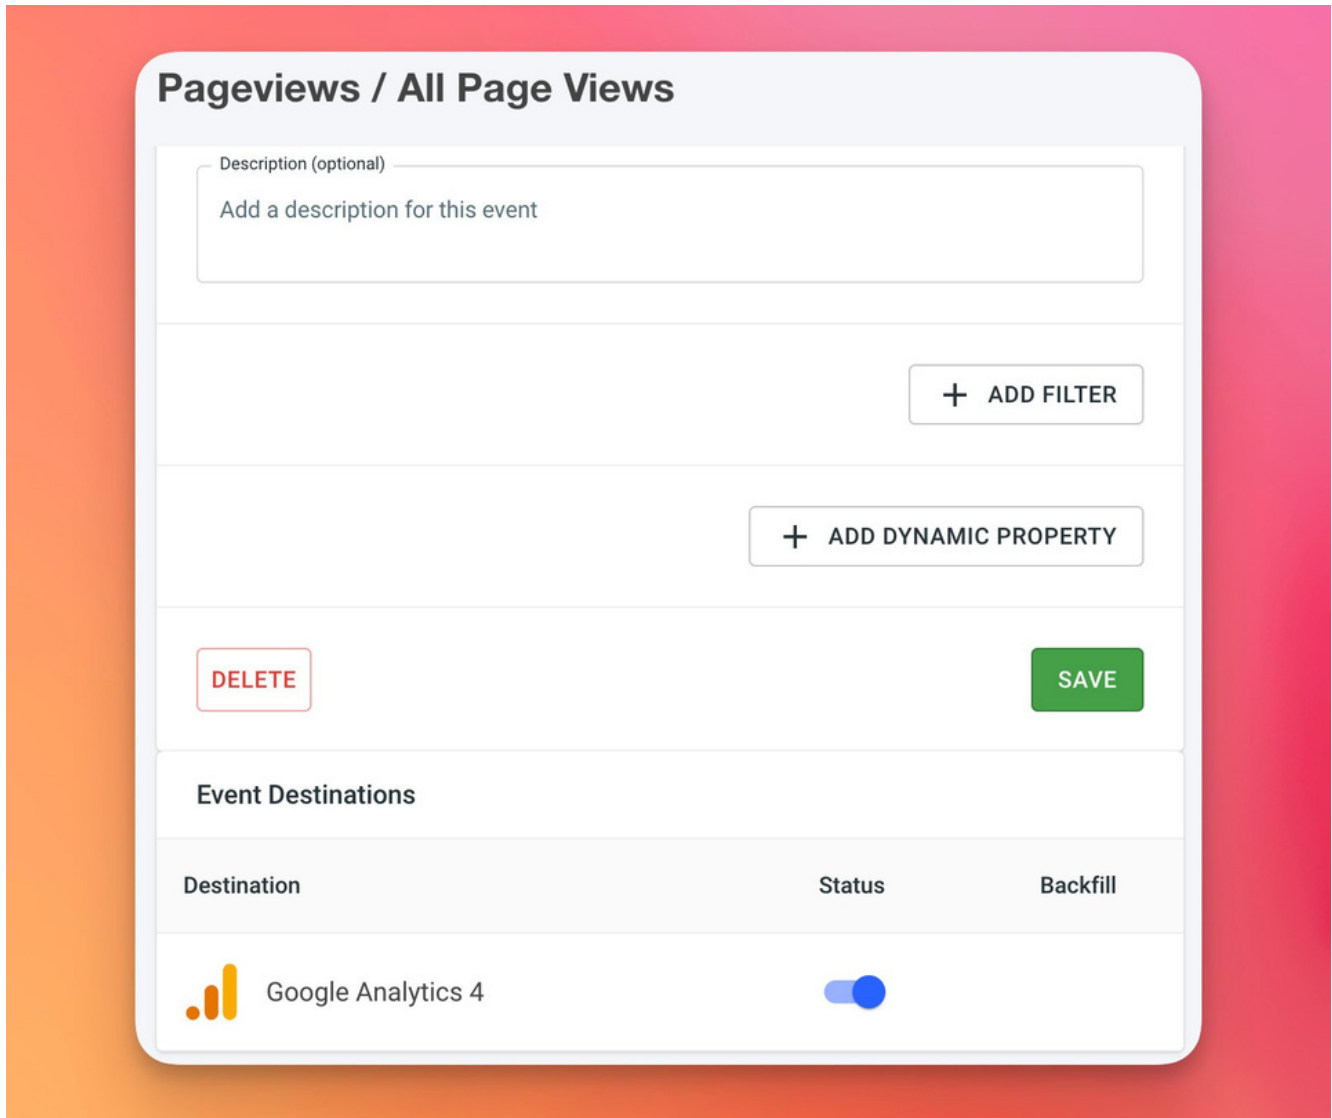 Pageviews / All Page Views
Description (optional)
Add a description for this event
+ ADD FILTER
+ ADD DYNAMIC PROPERTY
DELETE
SAVE
Event Destinations
Destination
Status
Backfill
Google Analytics 4